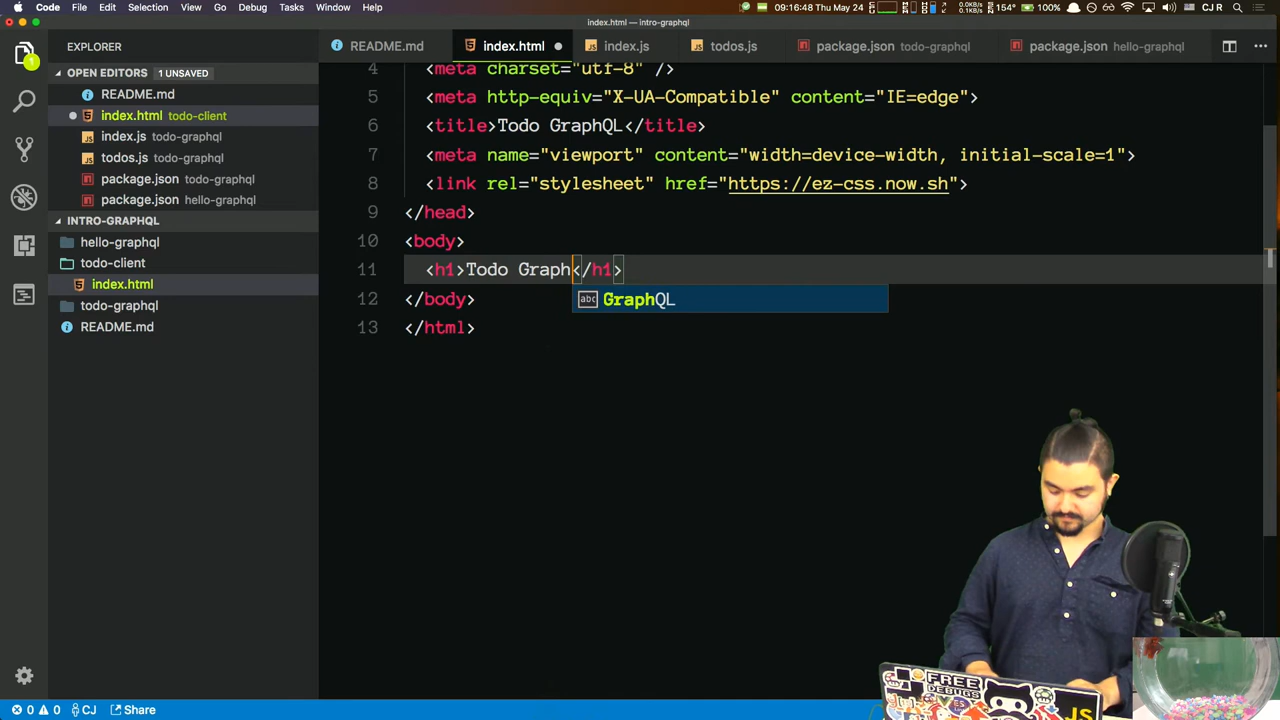 Code File Edit Selection View Go Debug Tasks Window Help
09:16:48 Thu May 24
154° 100% CJ R
index.html — intro-graphql
EXPLORER
OPEN EDITORS 1 UNSAVED
README.md
index.html todo-client
index.js todo-graphql
todos.js todo-graphql
package.json todo-graphql
package.json hello-graphql
INTRO-GRAPHQL
hello-graphql
todo-client
index.html
todo-graphql
README.md
README.md index.html index.js todos.js package.json todo-graphql package.json hello-graphql
4 <meta charset="utf-8" />
5 <meta http-equiv="X-UA-Compatible" content="IE=edge">
6 <title>Todo GraphQL</title>
7 <meta name="viewport" content="width=device-width, initial-scale=1">
8 <link rel="stylesheet" href="https://ez-css.now.sh">
9 </head>
10 <body>
11 <h1>Todo Graph</h1>
abc GraphQL
12 </body>
13 </html>
FREE
DEBUGS
JS
0 0 CJ Share